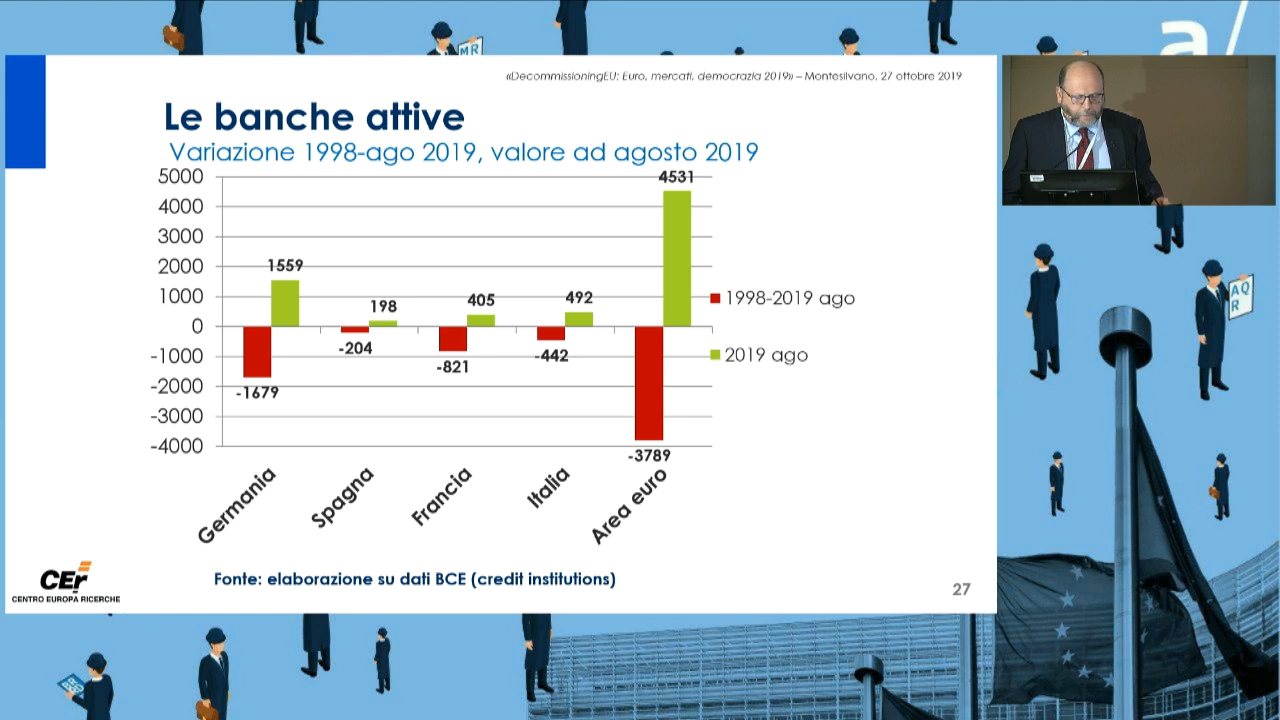 MR
a/
«DecommissioningEU: Euro, mercati, democrazia 2019» – Montesilvano, 27 ottobre 2019
Le banche attive
Variazione 1998-ago 2019, valore ad agosto 2019
5000
4000
3000
2000
1000
0
-1000
-2000
-3000
-4000
1559
-1679
198
-204
405
-821
492
-442
4531
-3789
1998-2019 ago
2019 ago
Germania
Spagna
Francia
Italia
Area euro
Fonte: elaborazione su dati BCE (credit institutions)
CEr
CENTRO EUROPA RICERCHE
27
AQ
R